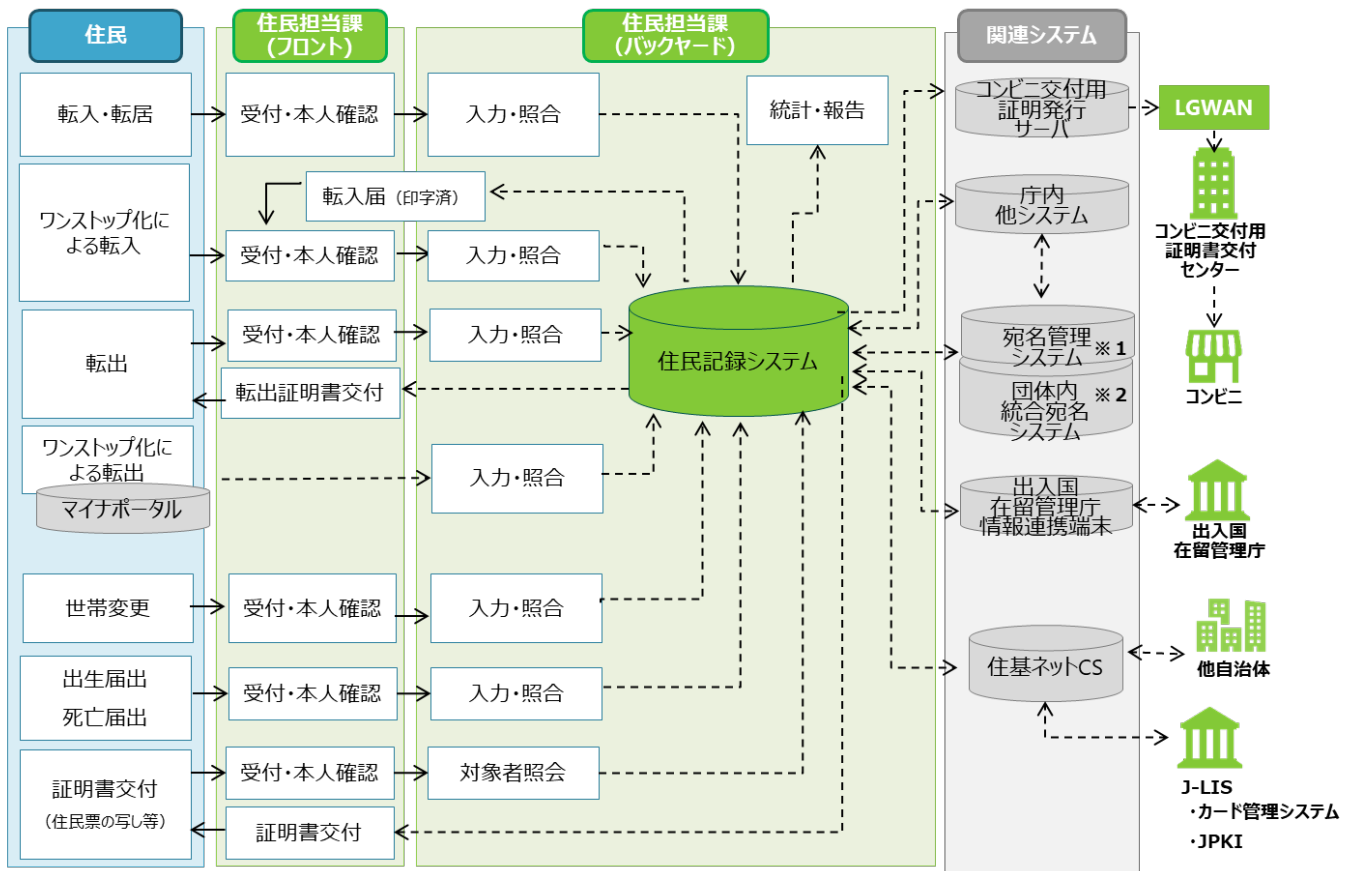 住民
住民担当課
(フロント)
住民担当課
(バックヤード)
関連システム
転入・転居
受付・本人確認
入力・照合
統計・報告
コンビニ交付用
証明発行
サーバ
LGWAN
ワンストップ化に
よる転入
転入届（印字済）
受付・本人確認
入力・照合
庁内
他システム
コンビニ交付用
証明書交付
センター
転出
受付・本人確認
入力・照合
転出証明書交付
住民記録システム
宛名管理
システム
※１
団体内
統合宛名
システム
※２
コンビニ
ワンストップ化に
よる転出
マイナポータル
入力・照合
出入国
在留管理庁
情報連携端末
出入国
在留管理庁
世帯変更
受付・本人確認
入力・照合
住基ネットCS
他自治体
出生届出
死亡届出
受付・本人確認
入力・照合
証明書交付
（住民票の写し等）
受付・本人確認
対象者照会
証明書交付
J-LIS
・カード管理システム
・JPKI